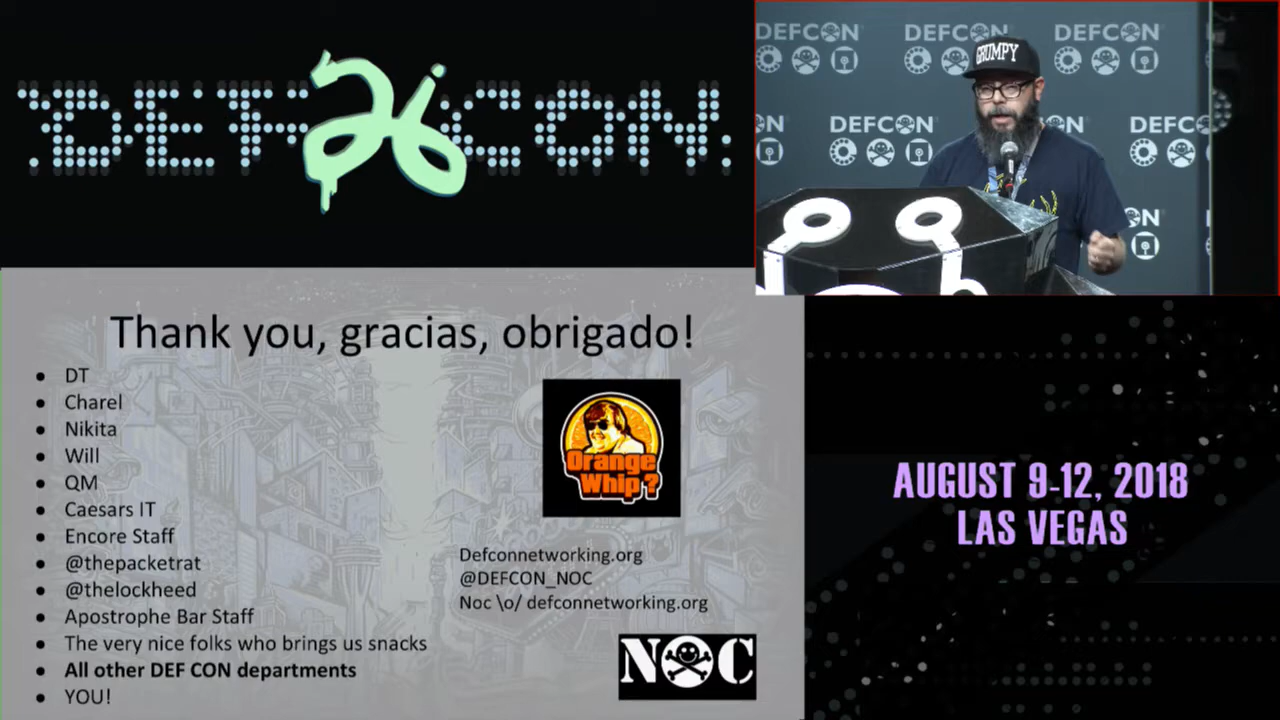 DEF 26 CON
GRUMPY
DEFCON DEFCON DEFCON
DEFCON
Thank you, gracias, obrigado!
DT
Charel
Nikita
Will
QM
Caesars IT
Encore Staff
@thepacketrat
@thelockheed
Apostrophe Bar Staff
The very nice folks who brings us snacks
All other DEF CON departments
YOU!
Orange
Whip?
Defconnetworking.org
@DEFCON_NOC
Noc \o/ defconnetworking.org
NOC
AUGUST 9-12, 2018
LAS VEGAS